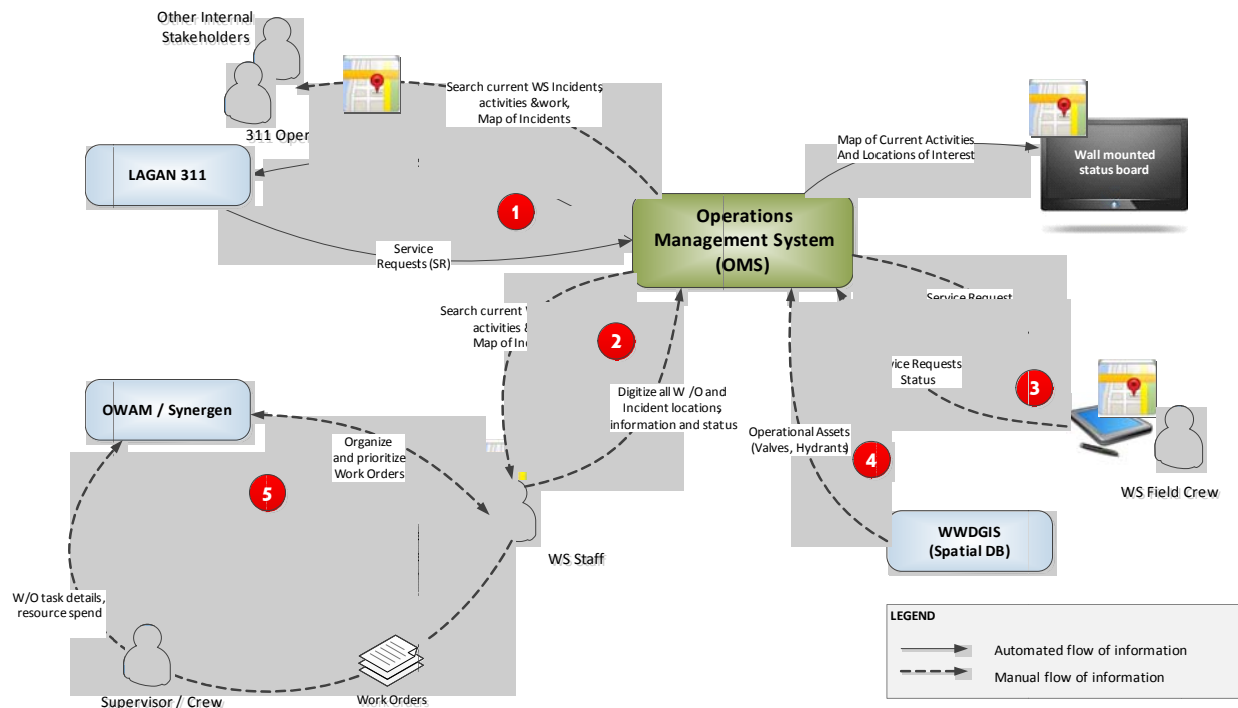 Other Internal
Stakeholders
311 Oper
LAGAN 311
Search current WS Incidents
activities &work,
Map of Incidents
Map of Current Activities
And Locations of Interest
Wall mounted
status board
1
Operations
Management System
(OMS)
Service
Requests (SR)
Search current
activities &
Map of Inc
2
Service Request
vice Requests
Status
3
Digitize all W /O and
Incident locations,
information and status
OWAM / Synergen
Organize
and prioritize
Work Orders
Operational Assets
(Valves, Hydrants)
4
WS Field Crew
5
WWDGIS
(Spatial DB)
WS Staff
W/O task details,
resource spend
Supervisor / Crew
Work Orders
LEGEND
Automated flow of information
Manual flow of information